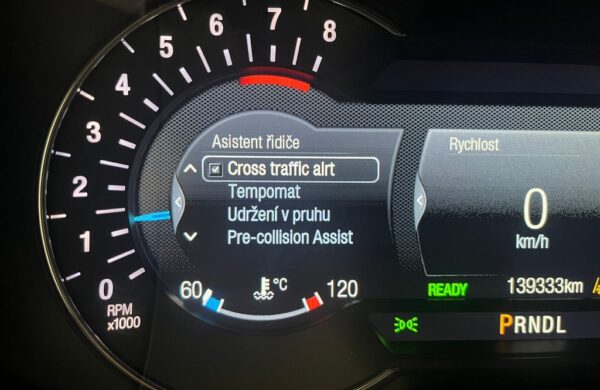 8
7
6
5
4
3
2
1
0
RPM
x1000
Asistent řidiče
Cross traffic alrt
Tempomat
Udržení v pruhu
Pre-collision Assist
60
°C
120
Rychlost
0
km/h
READY
139333km
PRNDL